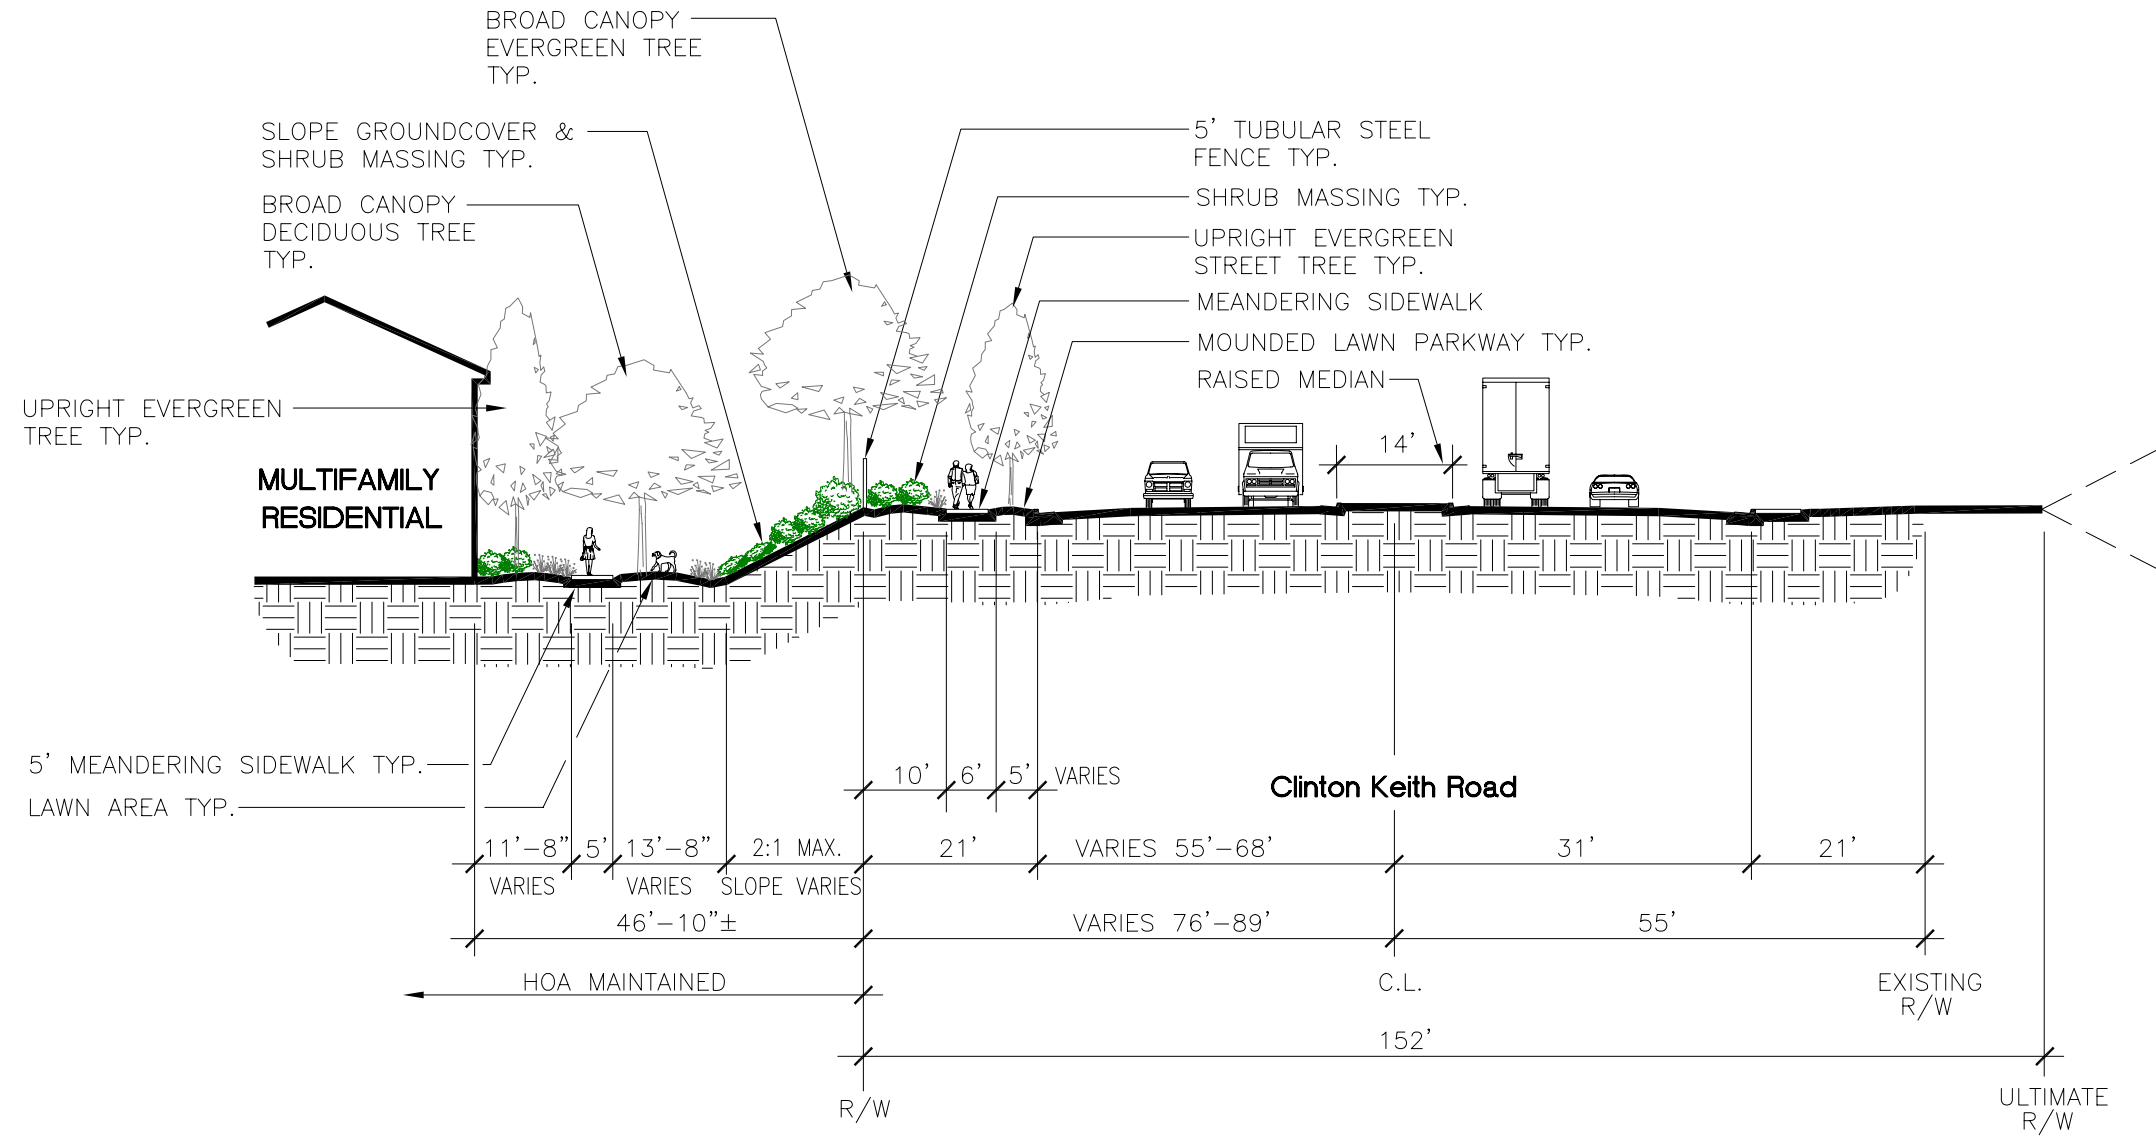 BROAD CANOPY
EVERGREEN TREE
TYP.
SLOPE GROUNDCOVER &
SHRUB MASSING TYP.
BROAD CANOPY
DECIDUOUS TREE
TYP.
UPRIGHT EVERGREEN
TREE TYP.
MULTIFAMILY
RESIDENTIAL
5' TUBULAR STEEL
FENCE TYP.
SHRUB MASSING TYP.
UPRIGHT EVERGREEN
STREET TREE TYP.
MEANDERING SIDEWALK
MOUNDED LAWN PARKWAY TYP.
RAISED MEDIAN
14'
5' MEANDERING SIDEWALK TYP.
LAWN AREA TYP.
10' 6' 5' VARIES
Clinton Keith Road
11'-8" 5' 13'-8" 2:1 MAX. 21' VARIES 55'-68' 31' 21'
VARIES VARIES SLOPE VARIES
46'-10"± VARIES 76'-89' 55'
HOA MAINTAINED C.L. EXISTING
R/W
152'
R/W
ULTIMATE
R/W